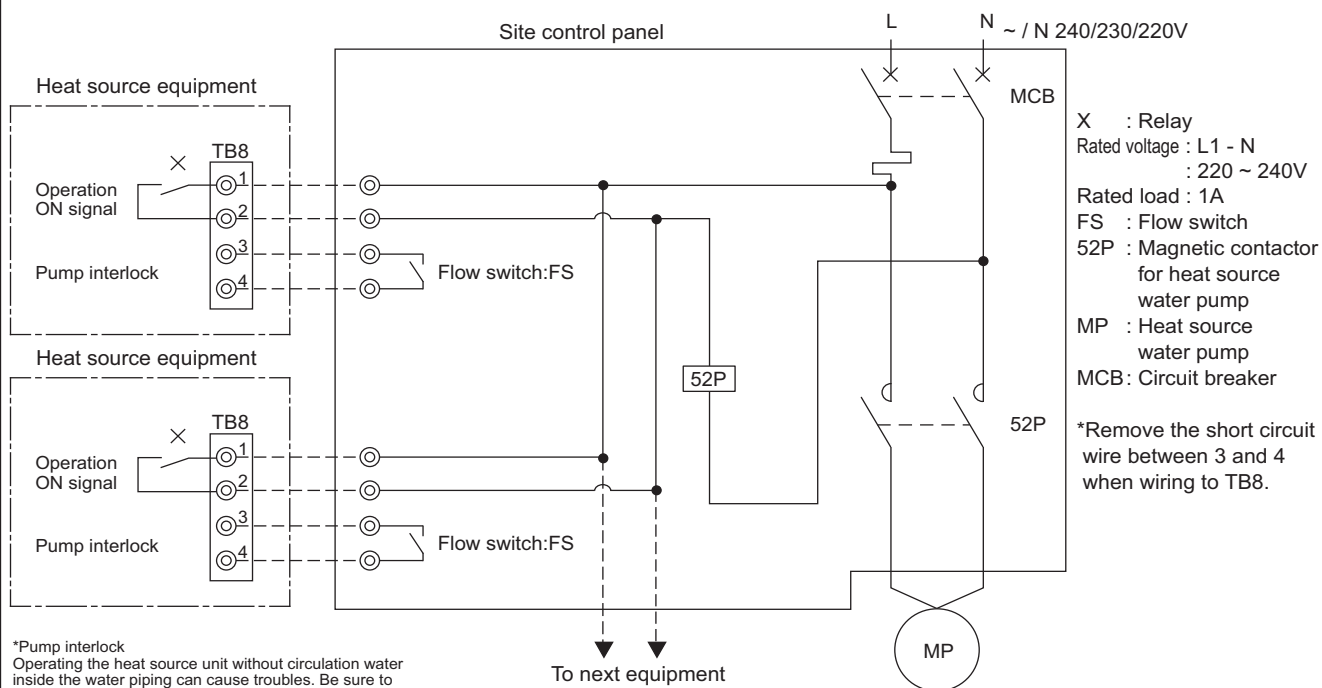 Site control panel
L N ~ / N 240/230/220V
MCB
Heat source equipment
TB8
×
Operation
ON signal
1
2
3
4
Pump interlock
Flow switch:FS
Heat source equipment
TB8
×
Operation
ON signal
1
2
3
4
Pump interlock
Flow switch:FS
52P
52P
MP
To next equipment
X : Relay
Rated voltage : L1 - N
: 220 ~ 240V
Rated load : 1A
FS : Flow switch
52P : Magnetic contactor
for heat source
water pump
MP : Heat source
water pump
MCB: Circuit breaker
*Remove the short circuit
wire between 3 and 4
when wiring to TB8.
*Pump interlock
Operating the heat source unit without circulation water
inside the water piping can cause troubles. Be sure to